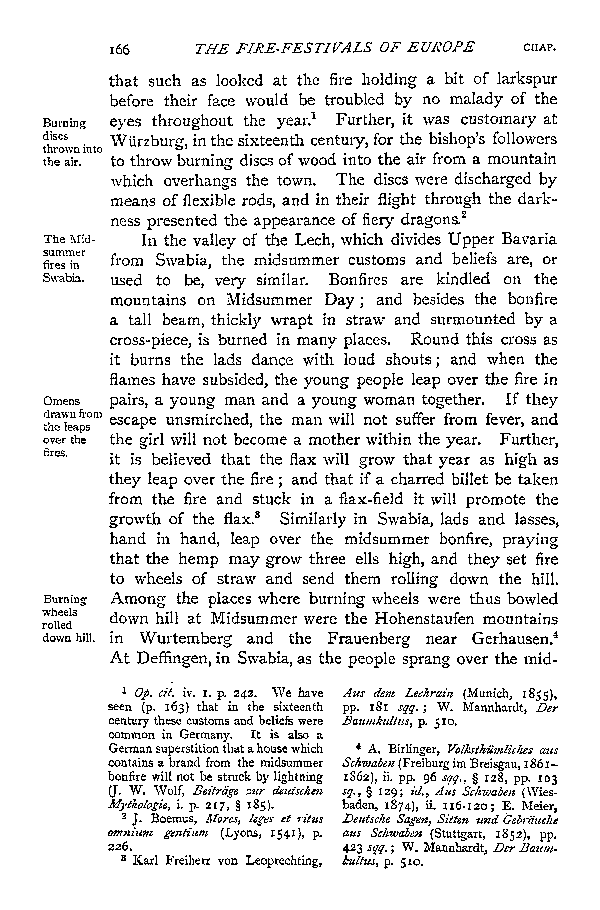 166 THE FIRE-FESTIVALS OF EUROPE CHAP.
that such as looked at the fire holding a bit of larkspur
before their face would be troubled by no malady of the
Burning
discs
thrown into
the air.
eyes throughout the year.¹ Further, it was customary at
Würzburg, in the sixteenth century, for the bishop's followers
to throw burning discs of wood into the air from a mountain
which overhangs the town. The discs were discharged by
means of flexible rods, and in their flight through the dark-
ness presented the appearance of fiery dragons.²
The Mid-
summer
fires in
Swabia.
In the valley of the Lech, which divides Upper Bavaria
from Swabia, the midsummer customs and beliefs are, or
used to be, very similar. Bonfires are kindled on the
mountains on Midsummer Day; and besides the bonfire
a tall beam, thickly wrapt in straw and surmounted by a
cross-piece, is burned in many places. Round this cross as
it burns the lads dance with loud shouts; and when the
flames have subsided, the young people leap over the fire in
Omens
drawn from
the leaps
over the
fires.
pairs, a young man and a young woman together. If they
escape unsmirched, the man will not suffer from fever, and
the girl will not become a mother within the year. Further,
it is believed that the flax will grow that year as high as
they leap over the fire; and that if a charred billet be taken
from the fire and stuck in a flax-field it will promote the
growth of the flax.³ Similarly in Swabia, lads and lasses,
hand in hand, leap over the midsummer bonfire, praying
that the hemp may grow three ells high, and they set fire
to wheels of straw and send them rolling down the hill.
Burning
wheels
rolled
down hill.
Among the places where burning wheels were thus bowled
down hill at Midsummer were the Hohenstaufen mountains
in Wurtemberg and the Frauenberg near Gerhausen.⁴
At Deffingen, in Swabia, as the people sprang over the mid-
¹ Op. cit. iv. 1. p. 242. We have
seen (p. 163) that in the sixteenth
century these customs and beliefs were
common in Germany. It is also a
German superstition that a house which
contains a brand from the midsummer
bonfire will not be struck by lightning
(J. W. Wolf, Beiträge zur deutschen
Mythologie, i. p. 217, § 185).
² J. Boemus, Mores, leges et ritus
omnium gentium (Lyons, 1541), p.
226.
³ Karl Freiherr von Leoprechting,
Aus dem Lechrain (Munich, 1855),
pp. 181 sqq.; W. Mannhardt, Der
Baumkultus, p. 510.
⁴ A. Birlinger, Volksthümliches aus
Schwaben (Freiburg im Breisgau, 1861-
1862), ii. pp. 96 sqq., § 128, pp. 103
sq., § 129; id., Aus Schwaben (Wies-
baden, 1874), ii. 116-120; E. Meier,
Deutsche Sagen, Sitten und Gebräuche
aus Schwaben (Stuttgart, 1852), pp.
423 sqq.; W. Mannhardt, Der Baum-
kultus, p. 510.